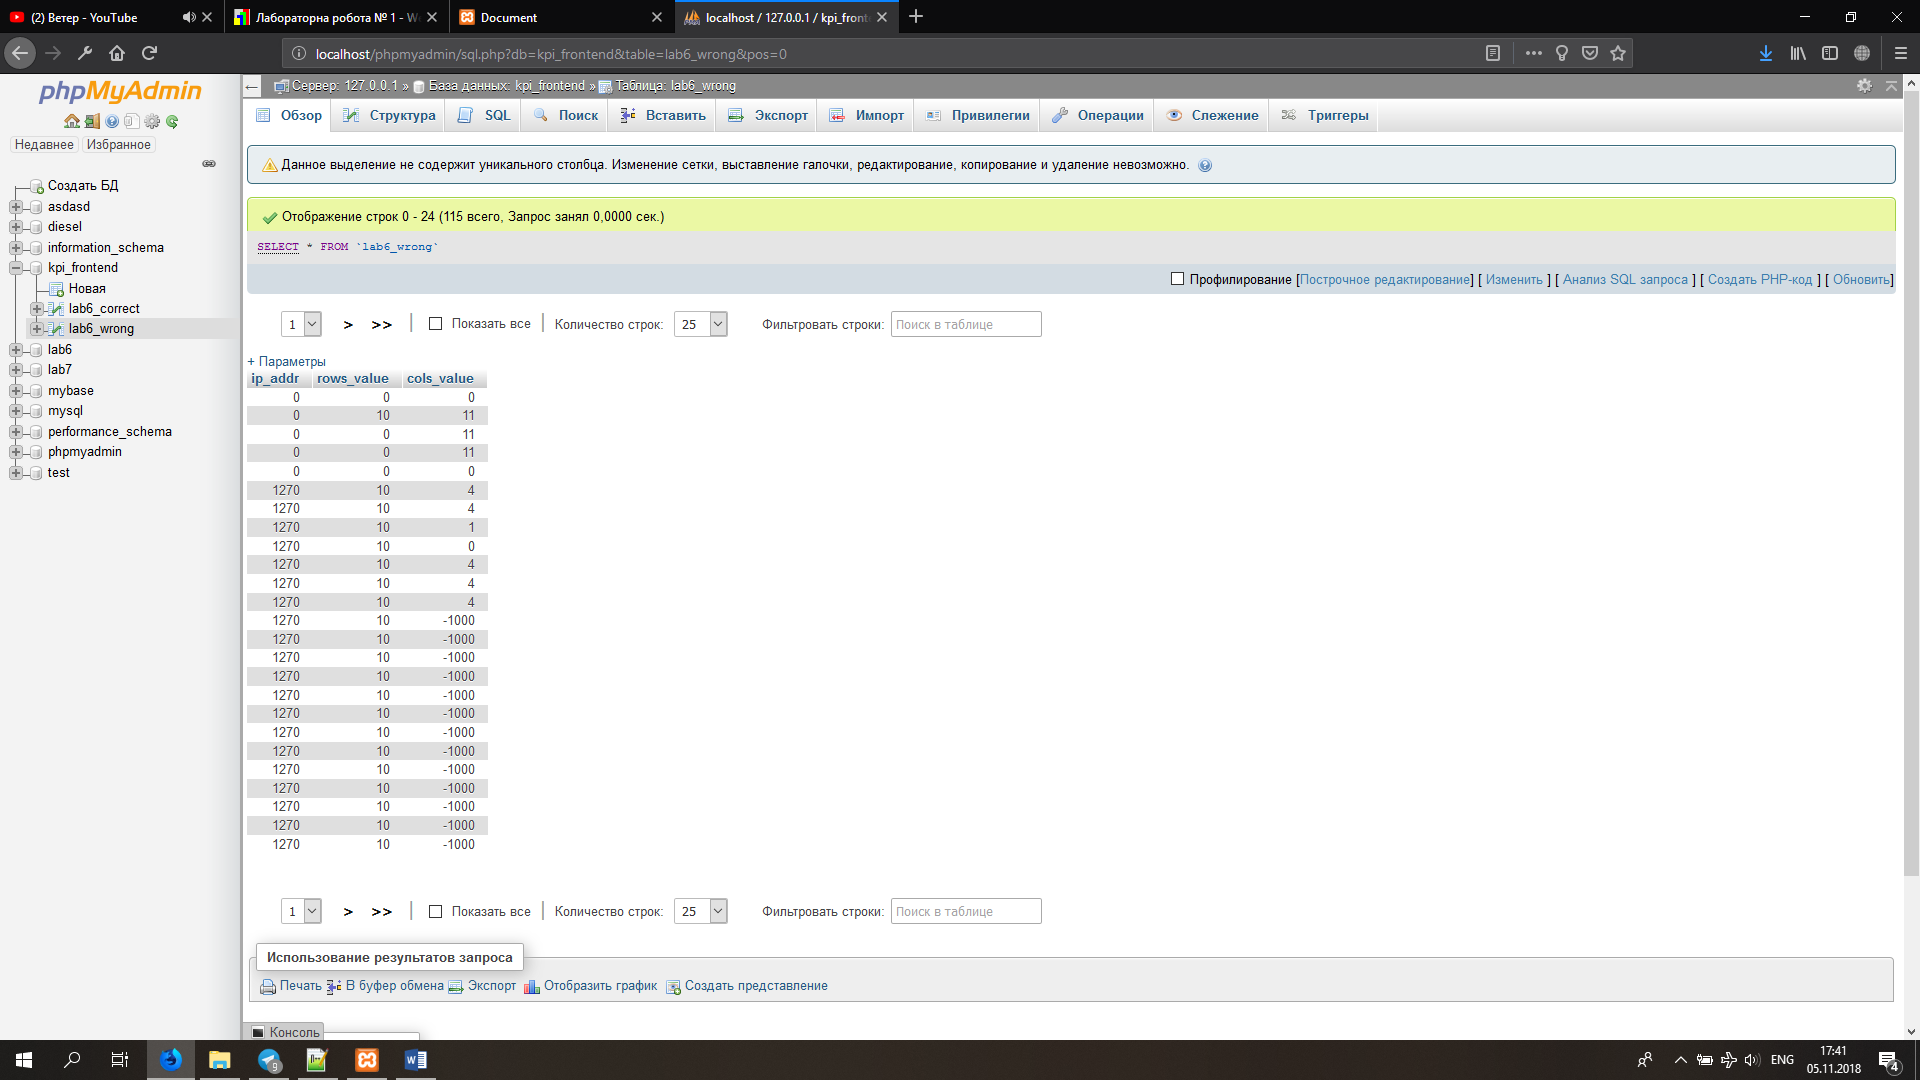 (2) Ветер - YouTube
Лабораторна робота № 1 - W
Document
localhost / 127.0.0.1 / kpi_front
localhost/phpmyadmin/sql.php?db=kpi_frontend&table=lab6_wrong&pos=0
phpMyAdmin
Недавнее Избранное
Создать БД
asdasd
diesel
information_schema
kpi_frontend
Новая
lab6_correct
lab6_wrong
lab6
lab7
mybase
mysql
performance_schema
phpmyadmin
test
Сервер: 127.0.0.1 » База данных: kpi_frontend » Таблица: lab6_wrong
Обзор Структура SQL Поиск Вставить Экспорт Импорт Привилегии Операции Слежение Триггеры
Данное выделение не содержит уникального столбца. Изменение сетки, выставление галочки, редактирование, копирование и удаление невозможно.
Отображение строк 0 - 24 (115 всего, Запрос занял 0,0000 сек.)
SELECT * FROM `lab6_wrong`
Профилирование [Построчное редактирование] [ Изменить ] [ Анализ SQL запроса ] [ Создать PHP-код ] [ Обновить]
1 > >> | Показать все | Количество строк: 25 Фильтровать строки: Поиск в таблице
+ Параметры
ip_addr rows_value cols_value
0 0 0
0 10 11
0 0 11
0 0 11
0 0 0
1270 10 4
1270 10 4
1270 10 1
1270 10 0
1270 10 4
1270 10 4
1270 10 4
1270 10 -1000
1270 10 -1000
1270 10 -1000
1270 10 -1000
1270 10 -1000
1270 10 -1000
1270 10 -1000
1270 10 -1000
1270 10 -1000
1270 10 -1000
1270 10 -1000
1270 10 -1000
1270 10 -1000
1 > >> | Показать все | Количество строк: 25 Фильтровать строки: Поиск в таблице
Использование результатов запроса
Печать В буфер обмена Экспорт Отобразить график Создать представление
Консоль
9
ENG
17:41
05.11.2018
4